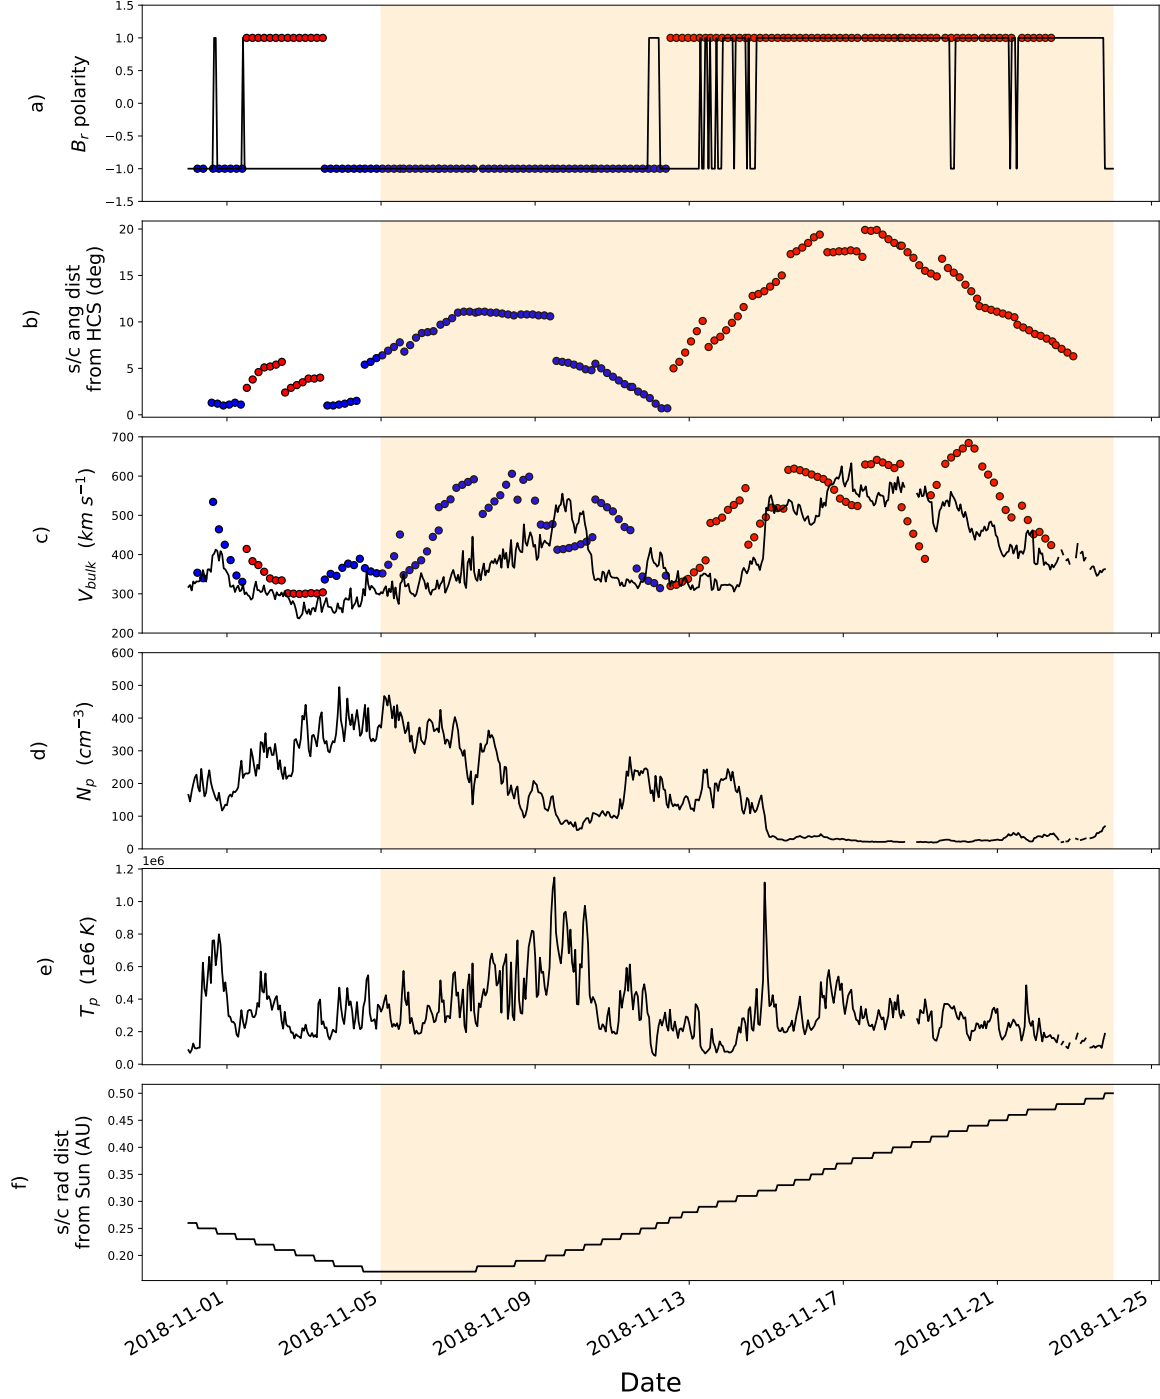 a)
B_r polarity
1.5
1.0
0.5
0.0
−0.5
−1.0
−1.5
b)
s/c ang dist
from HCS (deg)
20
15
10
5
0
c)
V_bulk (km s⁻¹)
700
600
500
400
300
200
d)
N_p (cm⁻³)
600
500
400
300
200
100
0
e)
T_p (1e6 K)
1e6
1.2
1.0
0.8
0.6
0.4
0.2
0.0
f)
s/c rad dist
from Sun (AU)
0.50
0.45
0.40
0.35
0.30
0.25
0.20
2018-11-01
2018-11-05
2018-11-09
2018-11-13
2018-11-17
2018-11-21
2018-11-25
Date